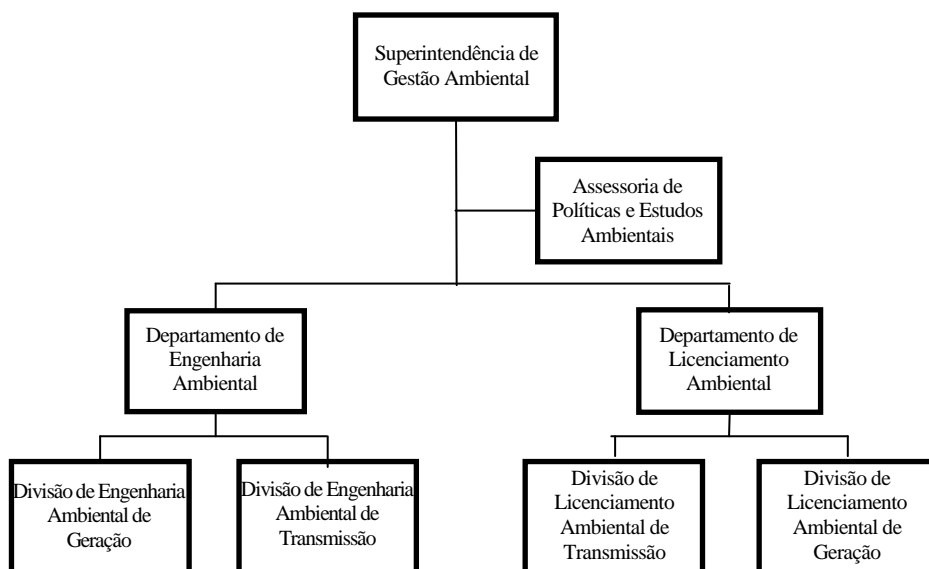 Superintendência de
Gestão Ambiental
Assessoria de
Políticas e Estudos
Ambientais
Departamento de
Engenharia
Ambiental
Departamento de
Licenciamento
Ambiental
Divisão de Engenharia
Ambiental de
Geração
Divisão de Engenharia
Ambiental de
Transmissão
Divisão de
Licenciamento
Ambiental de
Transmissão
Divisão de
Licenciamento
Ambiental de
Geração